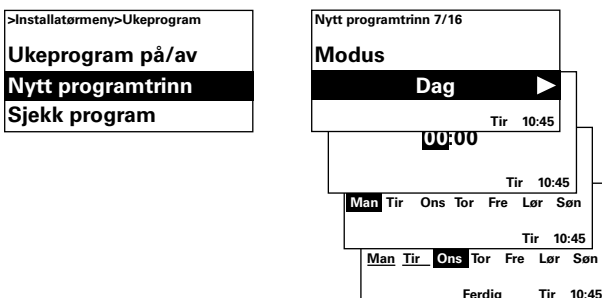 >Installatørmeny>Ukeprogram
Ukeprogram på/av
Nytt programtrinn
Sjekk program
Nytt programtrinn 7/16
Modus
Dag
Tir 10:45
00:00
Tir 10:45
Man Tir Ons Tor Fre Lør Søn
Tir 10:45
Man Tir Ons Tor Fre Lør Søn
Ferdig Tir 10:45